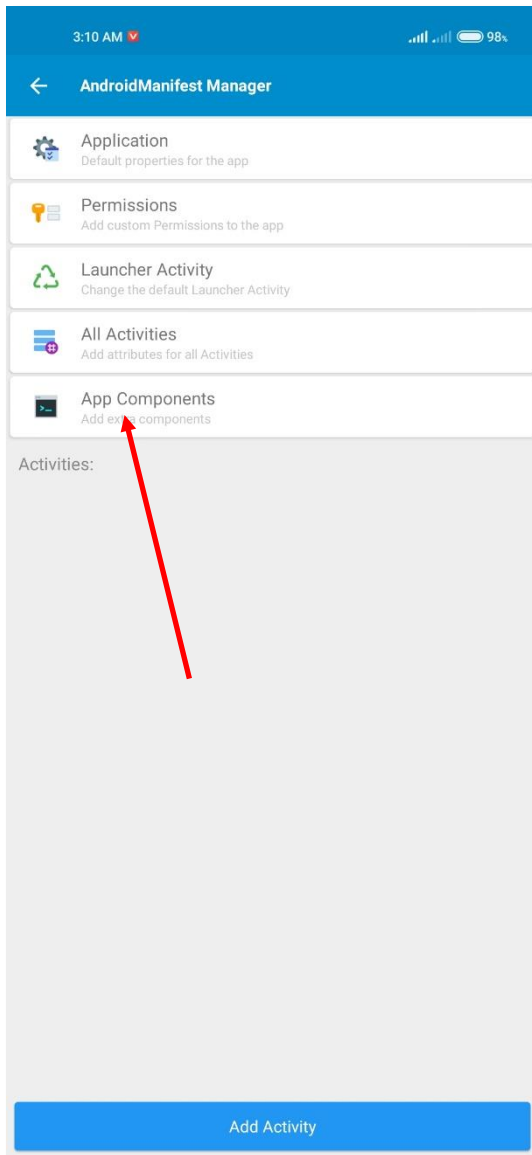 3:10 AM 98%
AndroidManifest Manager
Application
Default properties for the app
Permissions
Add custom Permissions to the app
Launcher Activity
Change the default Launcher Activity
All Activities
Add attributes for all Activities
App Components
Add extra components
Activities:
Add Activity